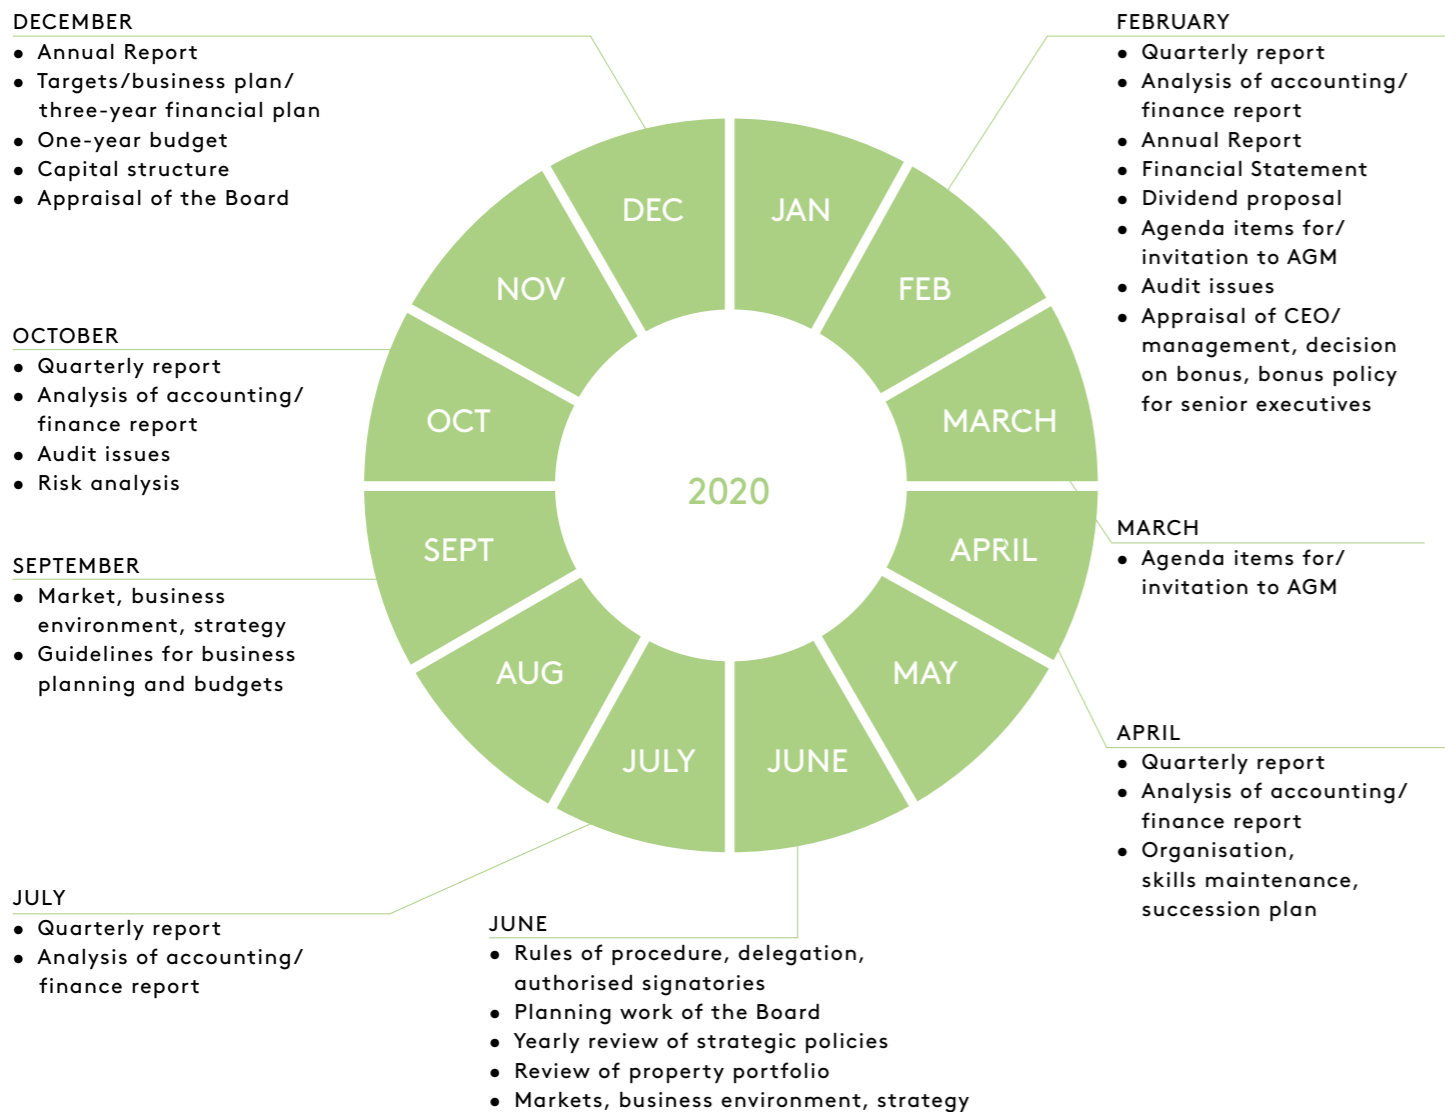 DECEMBER
• Annual Report
• Targets/business plan/
three-year financial plan
• One-year budget
• Capital structure
• Appraisal of the Board
FEBRUARY
• Quarterly report
• Analysis of accounting/
finance report
• Annual Report
• Financial Statement
• Dividend proposal
• Agenda items for/
invitation to AGM
• Audit issues
• Appraisal of CEO/
management, decision
on bonus, bonus policy
for senior executives
DEC
JAN
NOV
FEB
OCT
MARCH
2020
SEPT
APRIL
AUG
MAY
JULY
JUNE
OCTOBER
• Quarterly report
• Analysis of accounting/
finance report
• Audit issues
• Risk analysis
MARCH
• Agenda items for/
invitation to AGM
SEPTEMBER
• Market, business
environment, strategy
• Guidelines for business
planning and budgets
APRIL
• Quarterly report
• Analysis of accounting/
finance report
• Organisation,
skills maintenance,
succession plan
JULY
• Quarterly report
• Analysis of accounting/
finance report
JUNE
• Rules of procedure, delegation,
authorised signatories
• Planning work of the Board
• Yearly review of strategic policies
• Review of property portfolio
• Markets, business environment, strategy